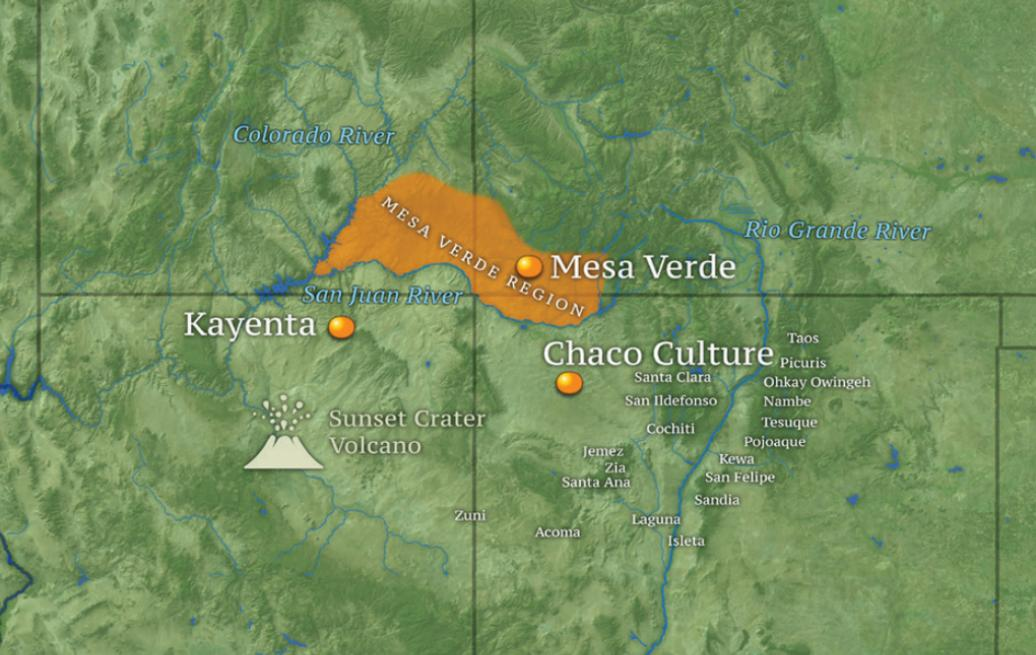 Colorado River
MESA VERDE REGION
Rio Grande River
Mesa Verde
San Juan River
Kayenta
Chaco Culture
Taos
Picuris
Santa Clara
Ohkay Owingeh
San Ildefonso
Nambe
Sunset Crater
Volcano
Tesuque
Cochiti
Pojoaque
Jemez
Kewa
Zia
San Felipe
Santa Ana
Sandia
Zuni
Laguna
Acoma
Isleta